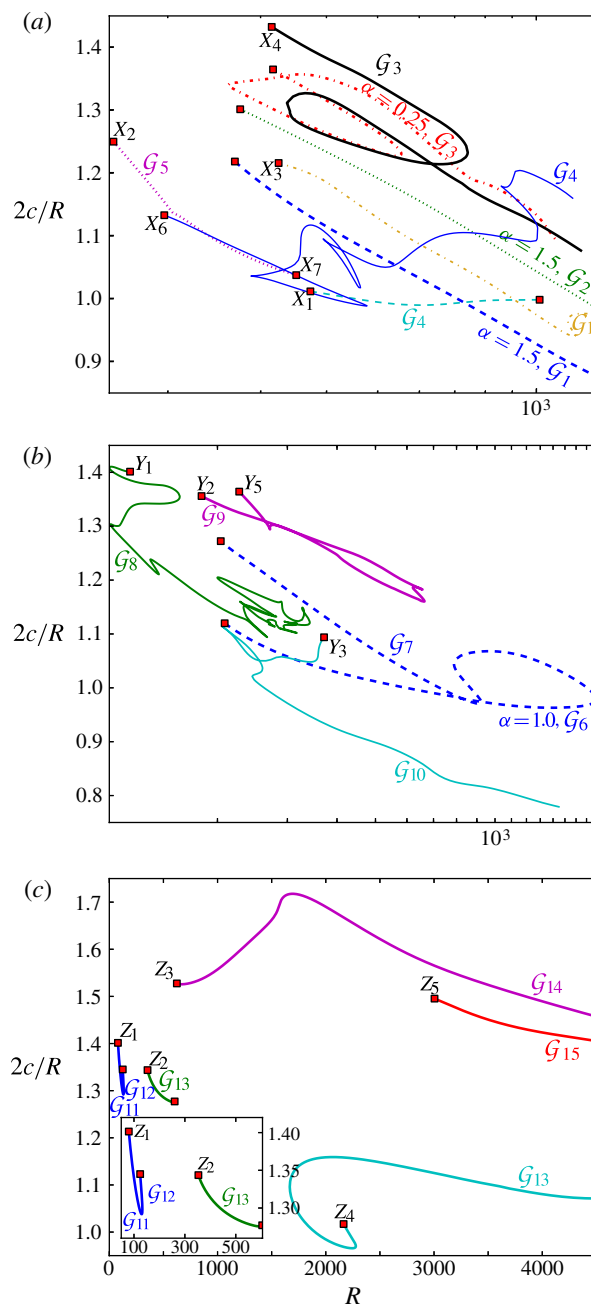 (a)
1.4
1.3
1.2
1.1
1.0
0.9
2c/R
X4
𝒢3
α = 0.25, 𝒢3
X2
𝒢5
X3
𝒢4
X6
X7
X1
𝒢4
α = 1.5, 𝒢2
𝒢1
α = 1.5, 𝒢1
10³
(b)
1.4
1.3
1.2
1.1
1.0
0.9
0.8
2c/R
Y1
Y2
Y5
𝒢9
𝒢8
Y3
𝒢7
α = 1.0, 𝒢6
𝒢10
10³
(c)
1.7
1.6
1.5
1.4
1.3
1.2
1.1
1.0
2c/R
Z3
𝒢14
Z5
𝒢15
Z1
Z2
𝒢12
𝒢13
𝒢11
Z1
Z2
𝒢12
𝒢13
𝒢11
1.40
1.35
1.30
100
300
500
𝒢13
Z4
0
1000
2000
3000
4000
R